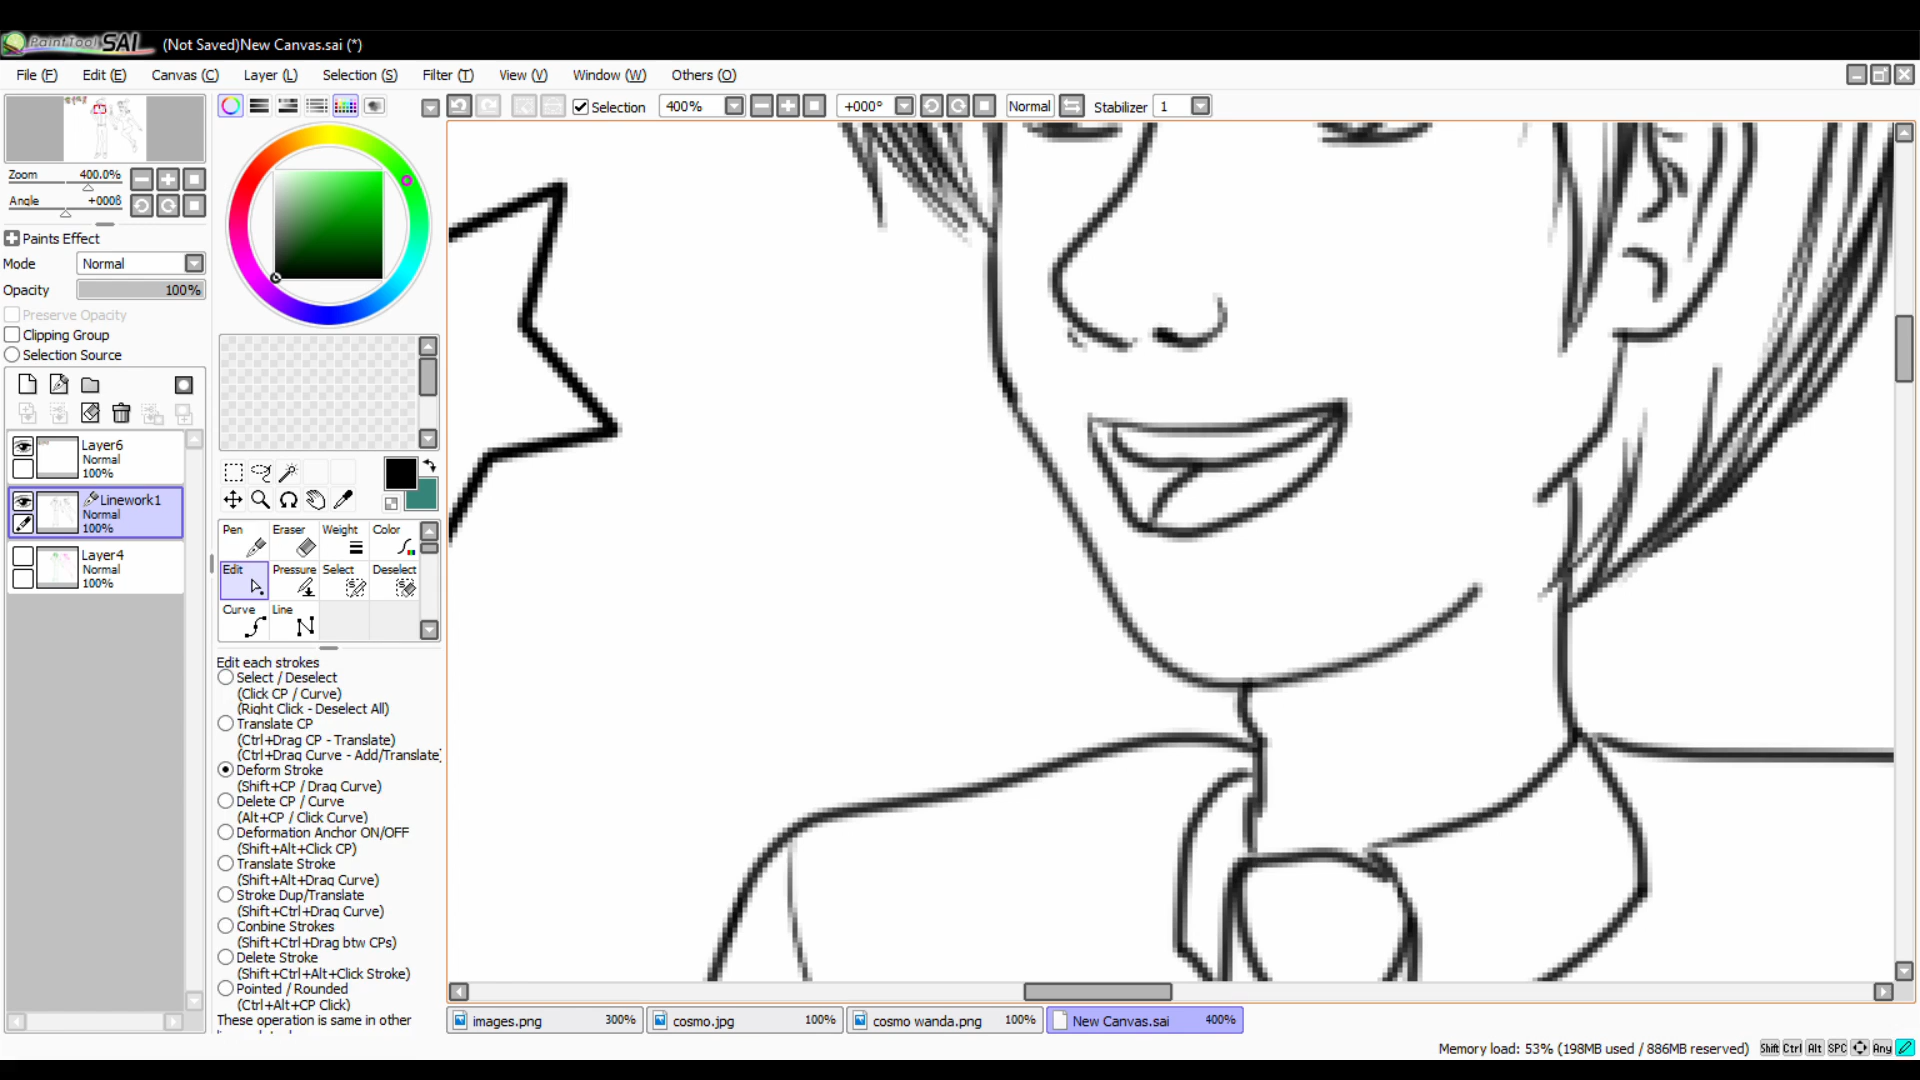 PaintTool SAI (Not Saved)New Canvas.sai (*)
File (F) Edit (E) Canvas (C) Layer (L) Selection (S) Filter (T) View (V) Window (W) Others (O)
Selection 400% +000° Normal Stabilizer 1
Zoom 400.0%
Angle +000ß
Paints Effect
Mode Normal
Opacity 100%
Preserve Opacity
Clipping Group
Selection Source
Layer6
Normal
100%
Linework1
Normal
100%
Layer4
Normal
100%
Pen Eraser Weight Color
Edit Pressure Select Deselect
Curve Line
Edit each strokes
Select / Deselect
(Click CP / Curve)
(Right Click - Deselect All)
Translate CP
(Ctrl+Drag CP - Translate)
(Ctrl+Drag Curve - Add/Translate)
Deform Stroke
(Shift+CP / Drag Curve)
Delete CP / Curve
(Alt+CP / Click Curve)
Deformation Anchor ON/OFF
(Shift+Alt+Click CP)
Translate Stroke
(Shift+Alt+Drag Curve)
Stroke Dup/Translate
(Shift+Ctrl+Drag Curve)
Conbine Strokes
(Shift+Ctrl+Drag btw CPs)
Delete Stroke
(Shift+Ctrl+Alt+Click Stroke)
Pointed / Rounded
(Ctrl+Alt+CP Click)
These operation is same in other
images.png 300% cosmo.jpg 100% cosmo wanda.png 100% New Canvas.sai 400%
Memory load: 53% (198MB used / 886MB reserved) Shift Ctrl Alt SPC Any